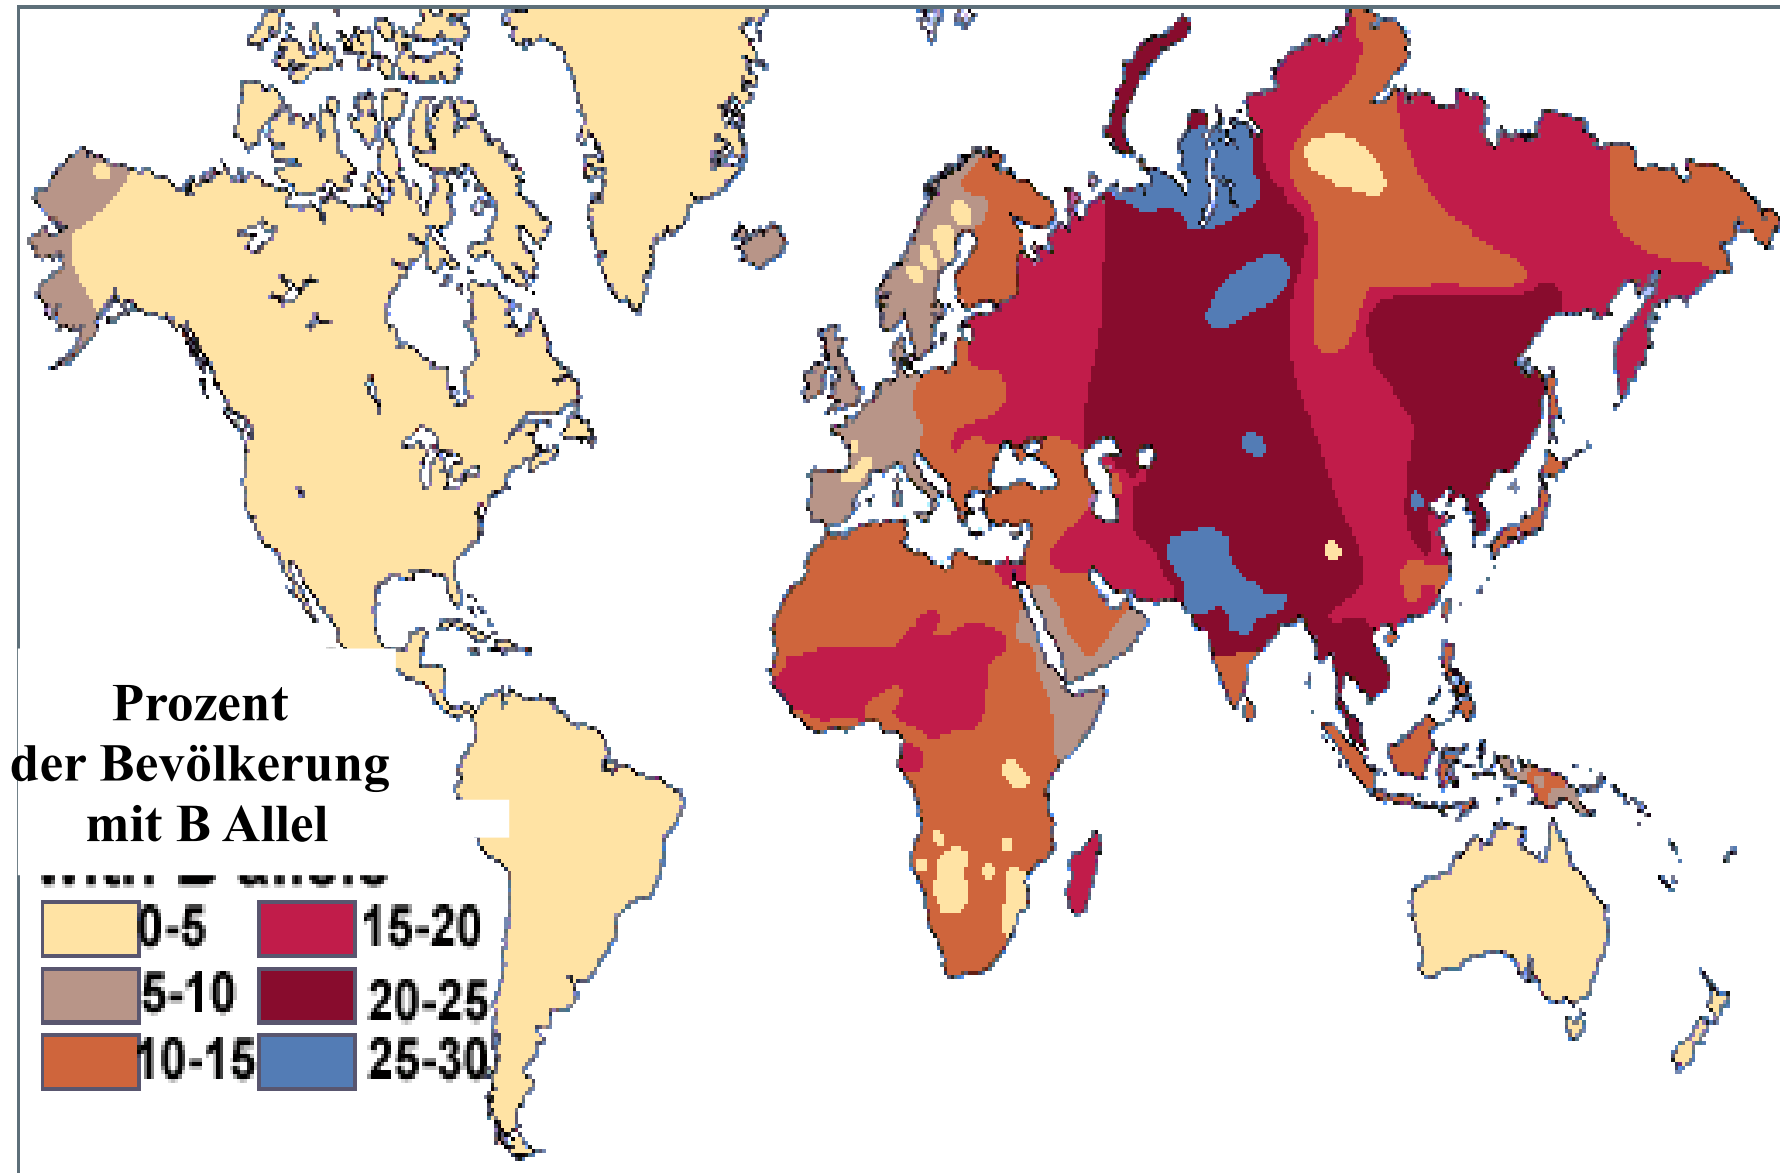 Prozent
der Bevölkerung
mit B Allel
0-5 15-20
5-10 20-25
10-15 25-30